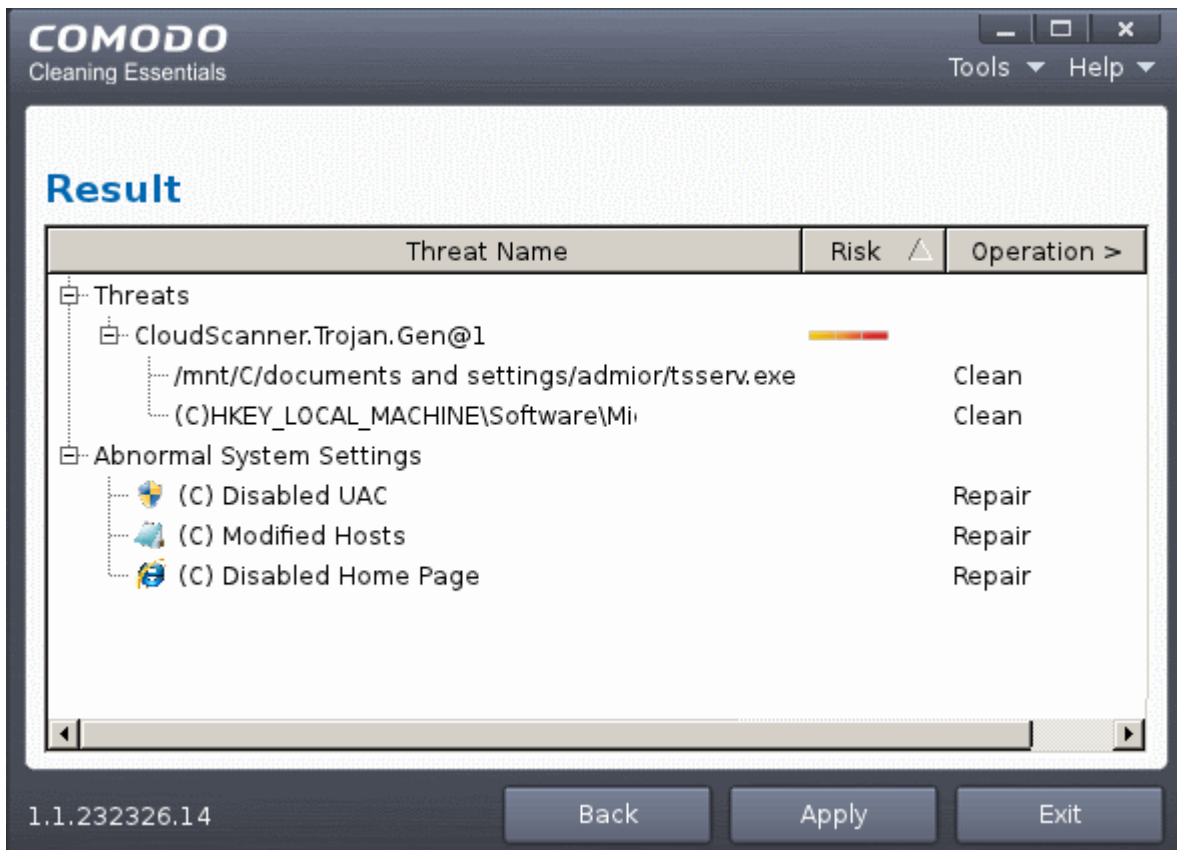 COMODO
Cleaning Essentials
Tools Help
Result
Threat Name Risk Operation >
Threats
CloudScanner.Trojan.Gen@1
/mnt/C/documents and settings/admior/tsserv.exe Clean
(C)HKEY_LOCAL_MACHINE\Software\Mi Clean
Abnormal System Settings
(C) Disabled UAC Repair
(C) Modified Hosts Repair
(C) Disabled Home Page Repair
1.1.232326.14 Back Apply Exit